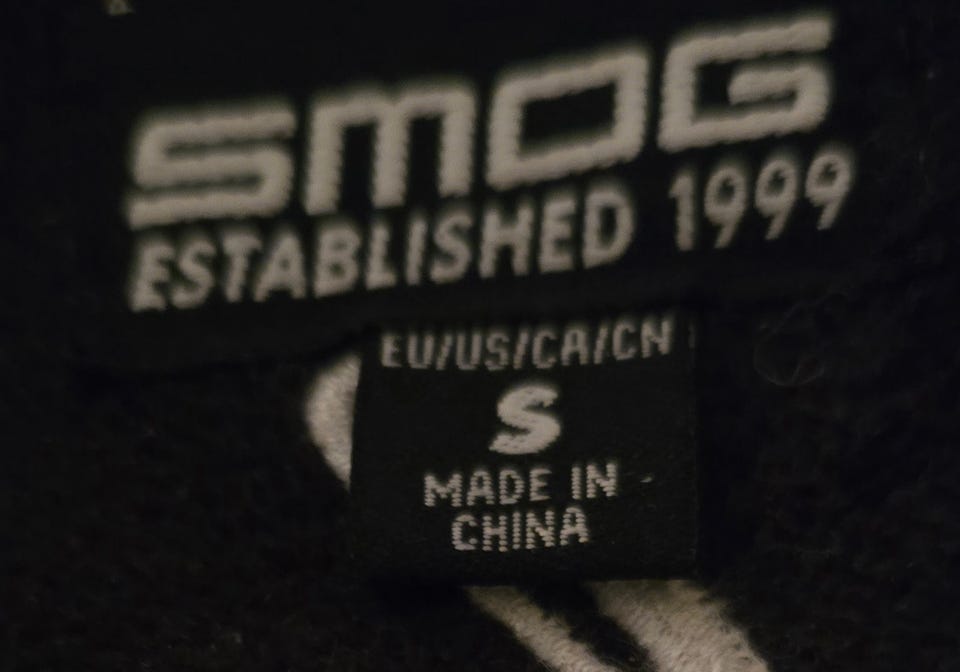 SMOG
ESTABLISHED 1999
EU/US/CA/CN
S
MADE IN
CHINA